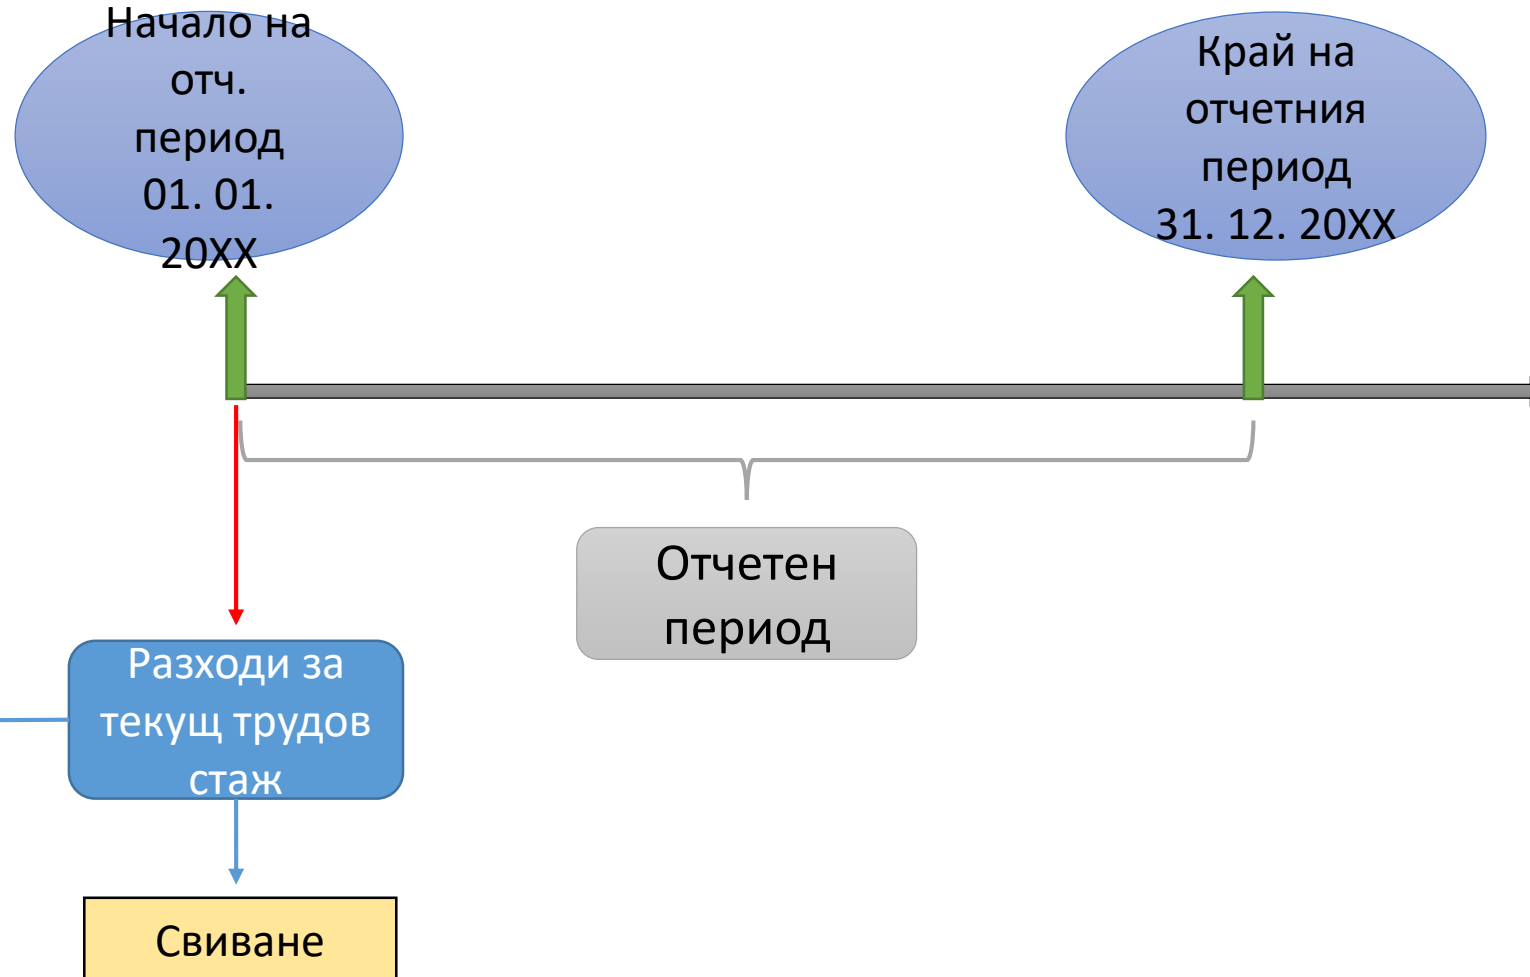 Начало на
отч.
период
01. 01.
20XX
Край на
отчетния
период
31. 12. 20XX
Отчетен
период
Разходи за
текущ трудов
стаж
Свиване